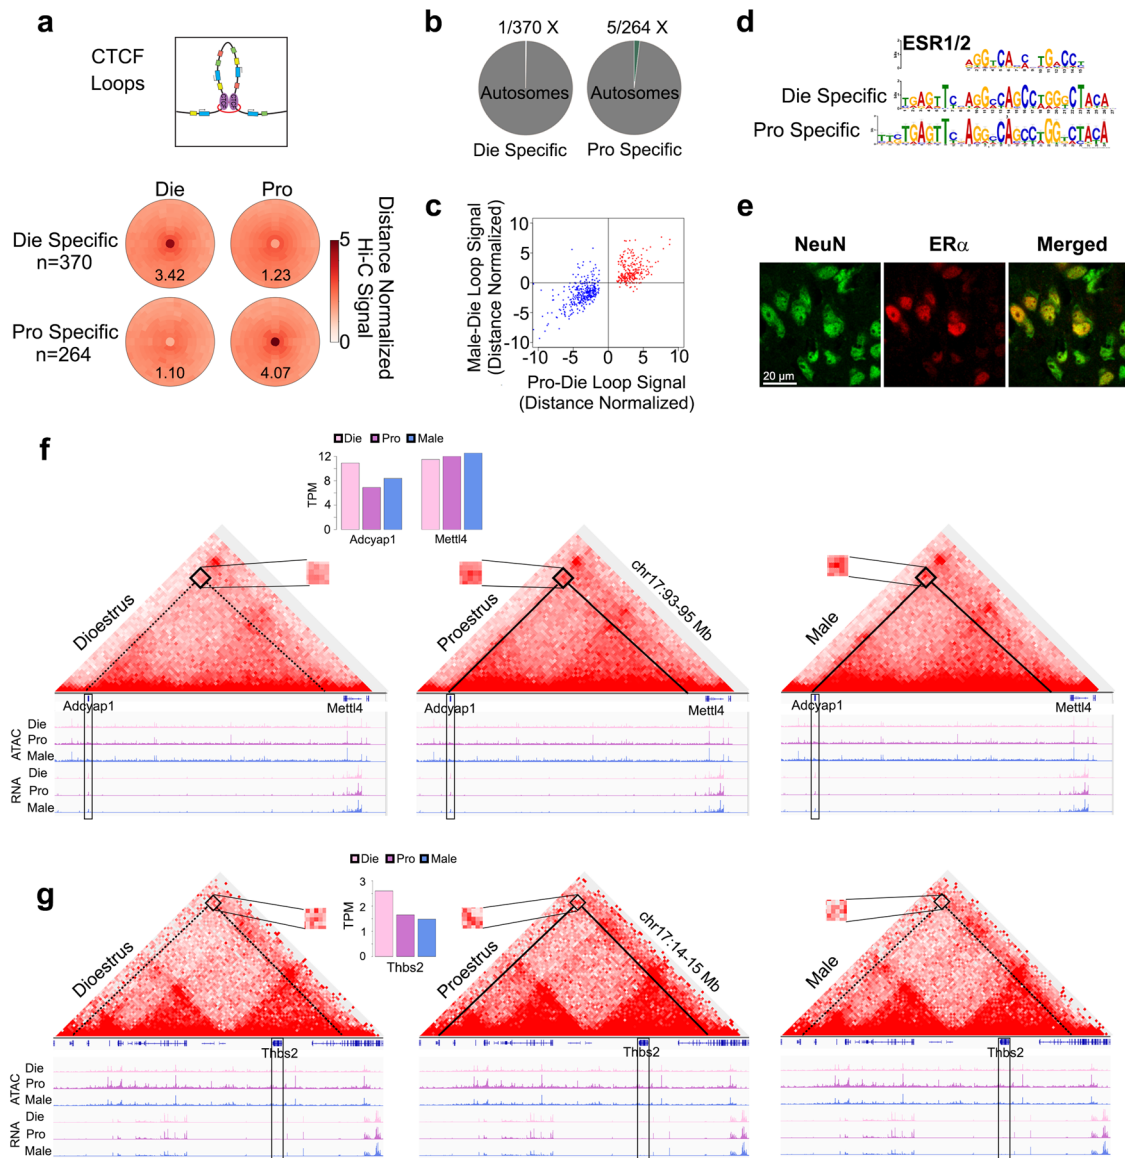 a
CTCF
Loops
Die
Pro
Die Specific
n=370
3.42
1.23
Pro Specific
n=264
1.10
4.07
5
0
Distance Normalized
Hi-C Signal
b
1/370 X
5/264 X
Autosomes
Autosomes
Die Specific
Pro Specific
c
Male-Die Loop Signal
(Distance Normalized)
10
5
0
-5
-10
-10
-5
0
5
10
Pro-Die Loop Signal
(Distance Normalized)
d
ESR1/2
Die Specific
Pro Specific
e
NeuN
ERα
Merged
20 µm
f
Die Pro Male
TPM
12
8
4
0
Adcyap1
Mettl4
Dioestrus
Proestrus
chr17:93-95 Mb
Male
Adcyap1
Mettl4
Adcyap1
Mettl4
Adcyap1
Mettl4
ATAC
Die
Pro
Male
RNA
Die
Pro
Male
g
Die Pro Male
TPM
3
2
1
0
Thbs2
Dioestrus
Proestrus
chr17:14-15 Mb
Male
Thbs2
Thbs2
Thbs2
ATAC
Die
Pro
Male
RNA
Die
Pro
Male